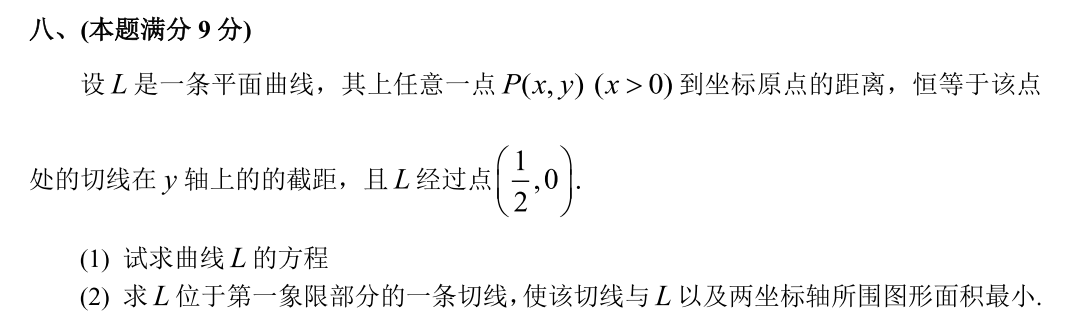 八、(本题满分 9 分)
设 L 是一条平面曲线，其上任意一点 P(x, y) (x > 0) 到坐标原点的距离，恒等于该点
处的切线在 y 轴上的的截距，且 L 经过点 (1/2, 0).
(1) 试求曲线 L 的方程
(2) 求 L 位于第一象限部分的一条切线，使该切线与 L 以及两坐标轴所围图形面积最小.